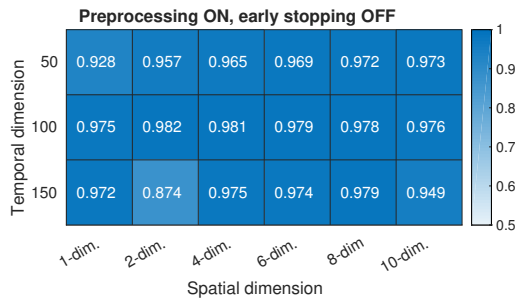 Preprocessing ON, early stopping OFF
Temporal dimension
50 0.928 0.957 0.965 0.969 0.972 0.973
100 0.975 0.982 0.981 0.979 0.978 0.976
150 0.972 0.874 0.975 0.974 0.979 0.949
1-dim. 2-dim. 4-dim. 6-dim. 8-dim 10-dim.
Spatial dimension
1
0.9
0.8
0.7
0.6
0.5